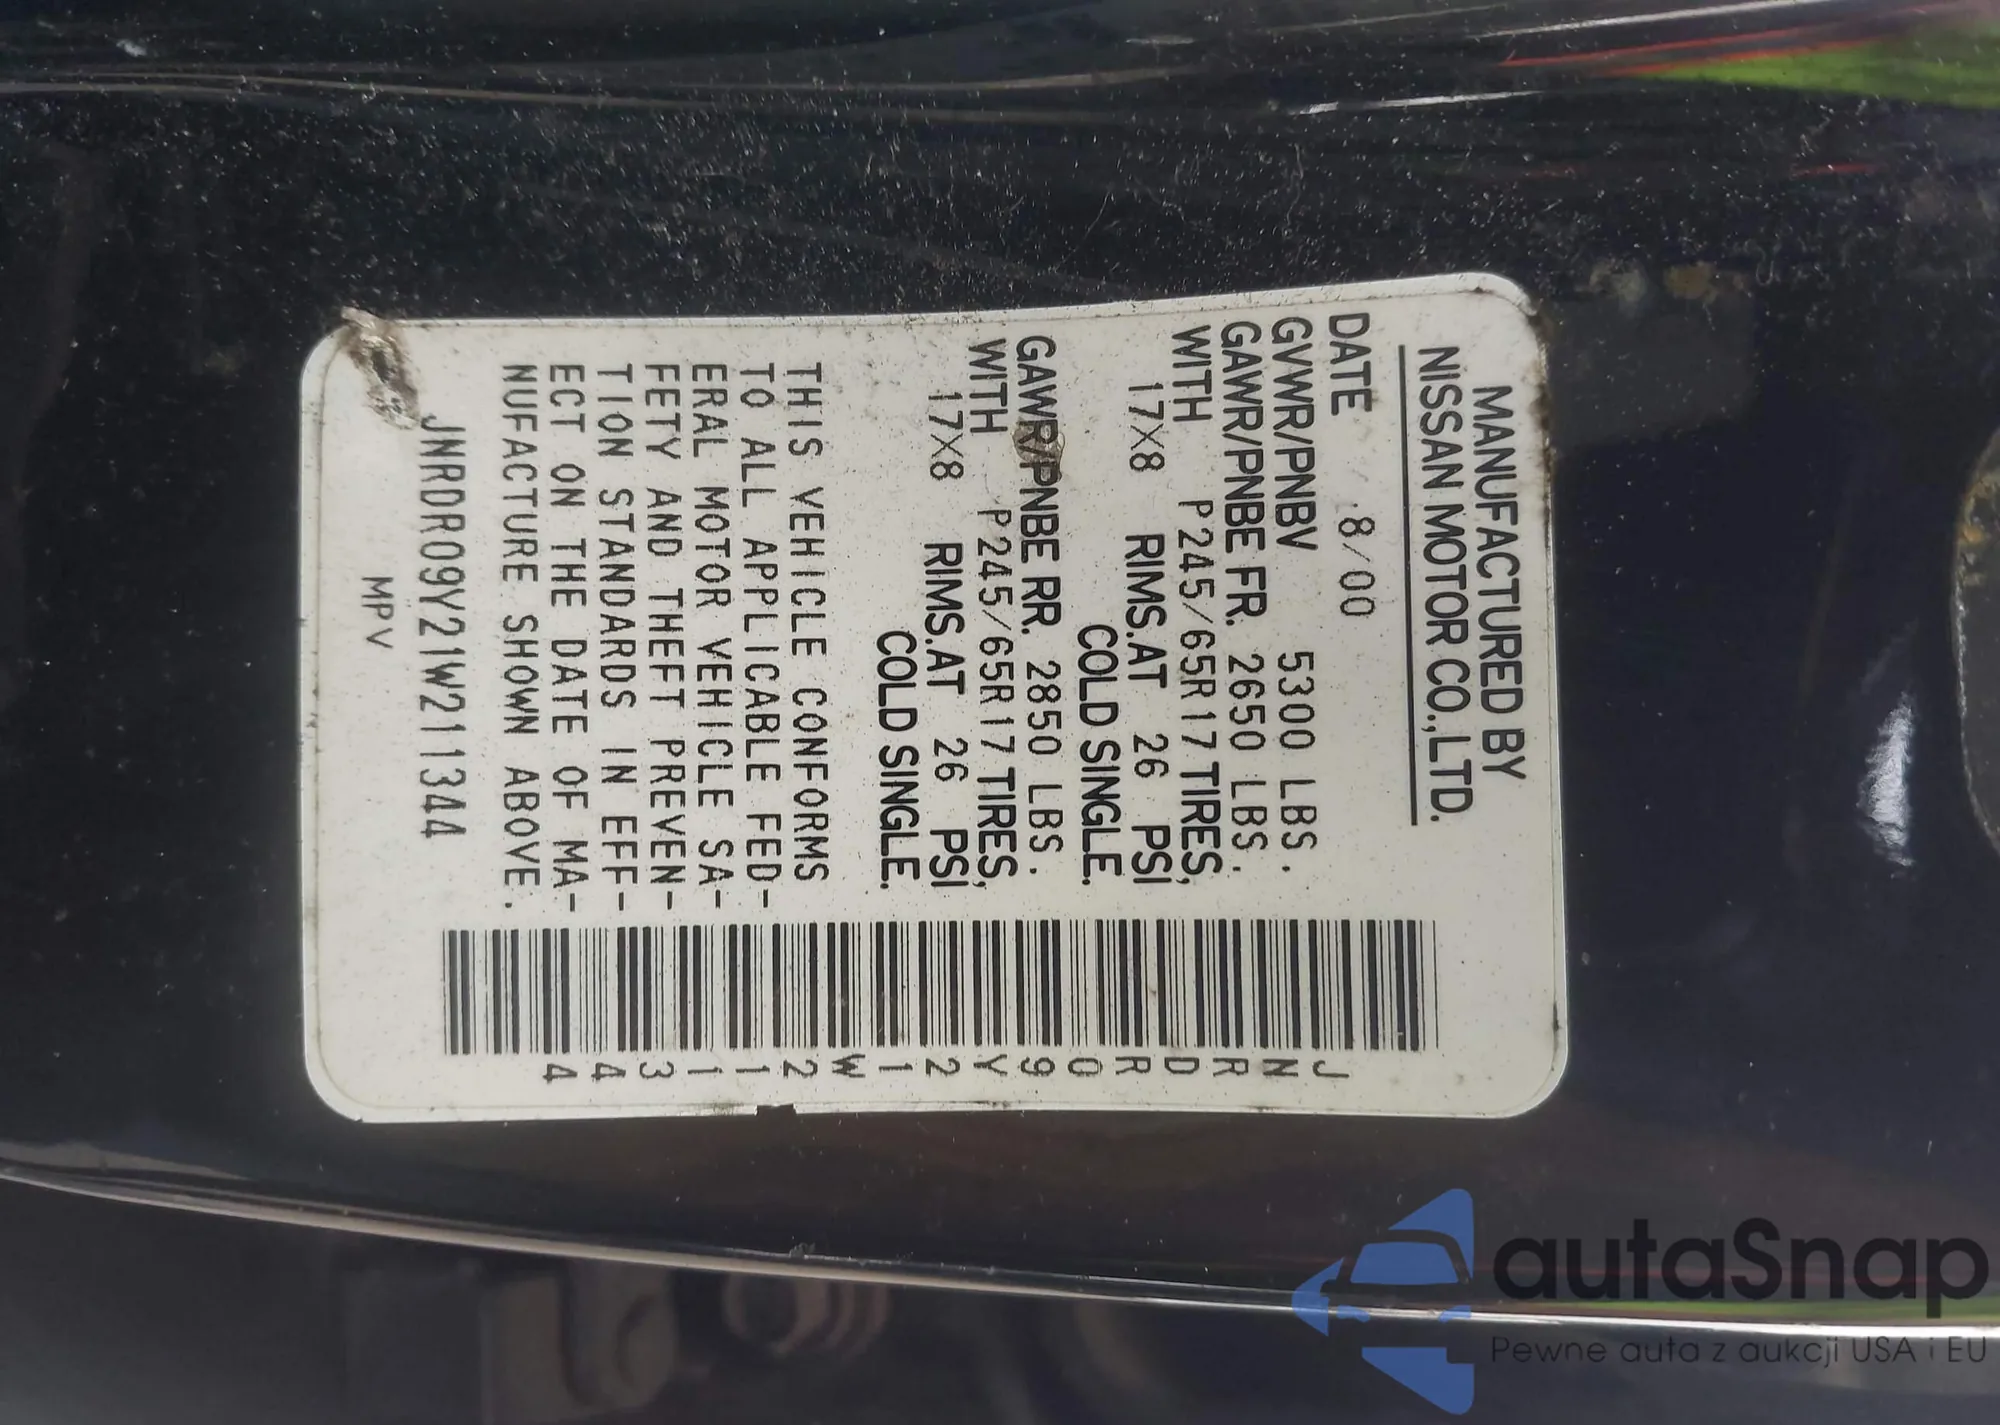 MANUFACTURED BY
NISSAN MOTOR CO.,LTD.
DATE 8/00
GVWR/PNBV 5300 LBS.
GAWR/PNBE FR. 2650 LBS.
WITH P245/65R17 TIRES,
17X8 RIMS.AT 26 PSI
COLD SINGLE.
GAWR/PNBE RR. 2850 LBS.
WITH P245/65R17 TIRES,
17X8 RIMS.AT 26 PSI
COLD SINGLE.
THIS VEHICLE CONFORMS
TO ALL APPLICABLE FED-
ERAL MOTOR VEHICLE SA-
FETY AND THEFT PREVEN-
TION STANDARDS IN EFF-
ECT ON THE DATE OF MA-
NUFACTURE SHOWN ABOVE.
JNRDR09Y21W211344
MPV
JNRDR09Y21W211344
autaSnap
Pewne auta z aukcji USA i EU